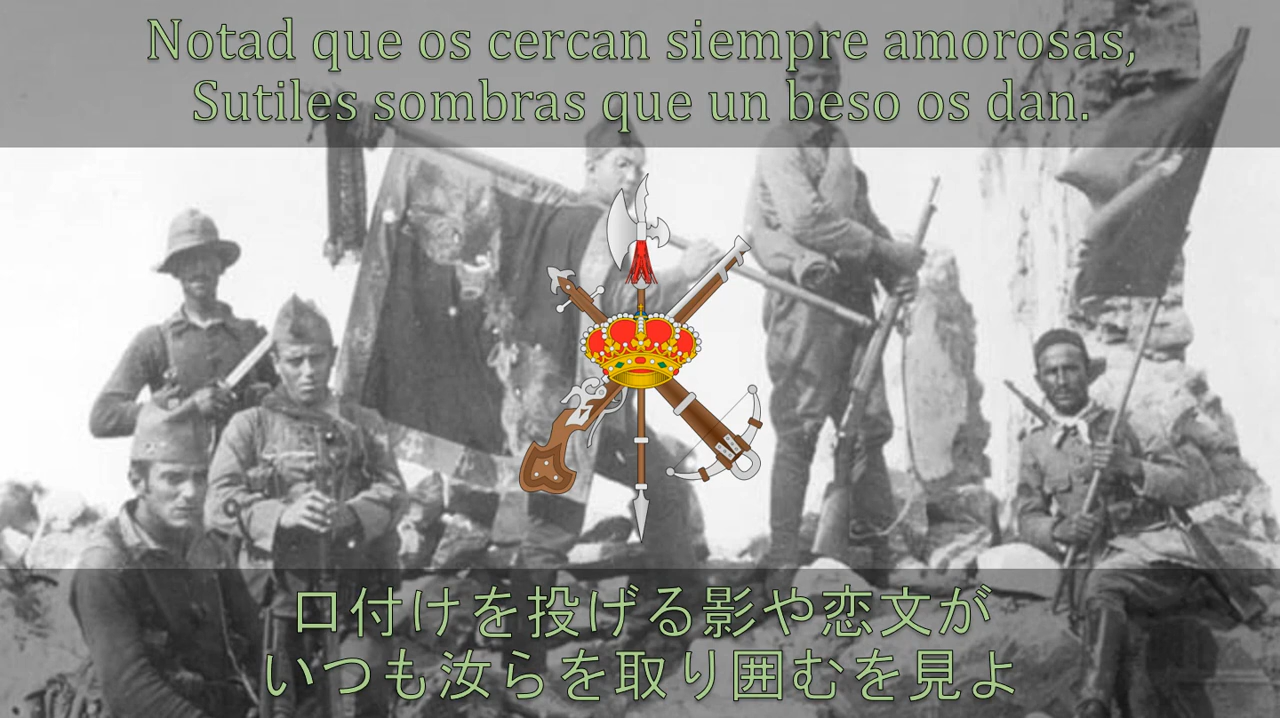 Notad que os cercan siempre amorosas,
Sutiles sombras que un beso os dan.
口付けを投げる影や恋文が
いつも汝らを取り囲むを見よ